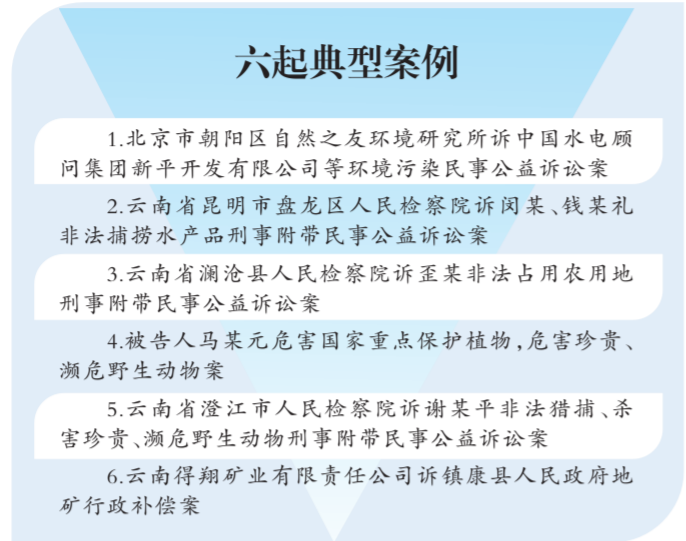 六起典型案例
1.北京市朝阳区自然之友环境研究所诉中国水电顾
问集团新平开发有限公司等环境污染民事公益诉讼案
2.云南省昆明市盘龙区人民检察院诉闵某、钱某礼
非法捕捞水产品刑事附带民事公益诉讼案
3.云南省澜沧县人民检察院诉歪某非法占用农用地
刑事附带民事公益诉讼案
4.被告人马某元危害国家重点保护植物,危害珍贵、
濒危野生动物案
5.云南省澄江市人民检察院诉谢某平非法猎捕、杀
害珍贵、濒危野生动物刑事附带民事公益诉讼案
6.云南得翔矿业有限责任公司诉镇康县人民政府地
矿行政补偿案